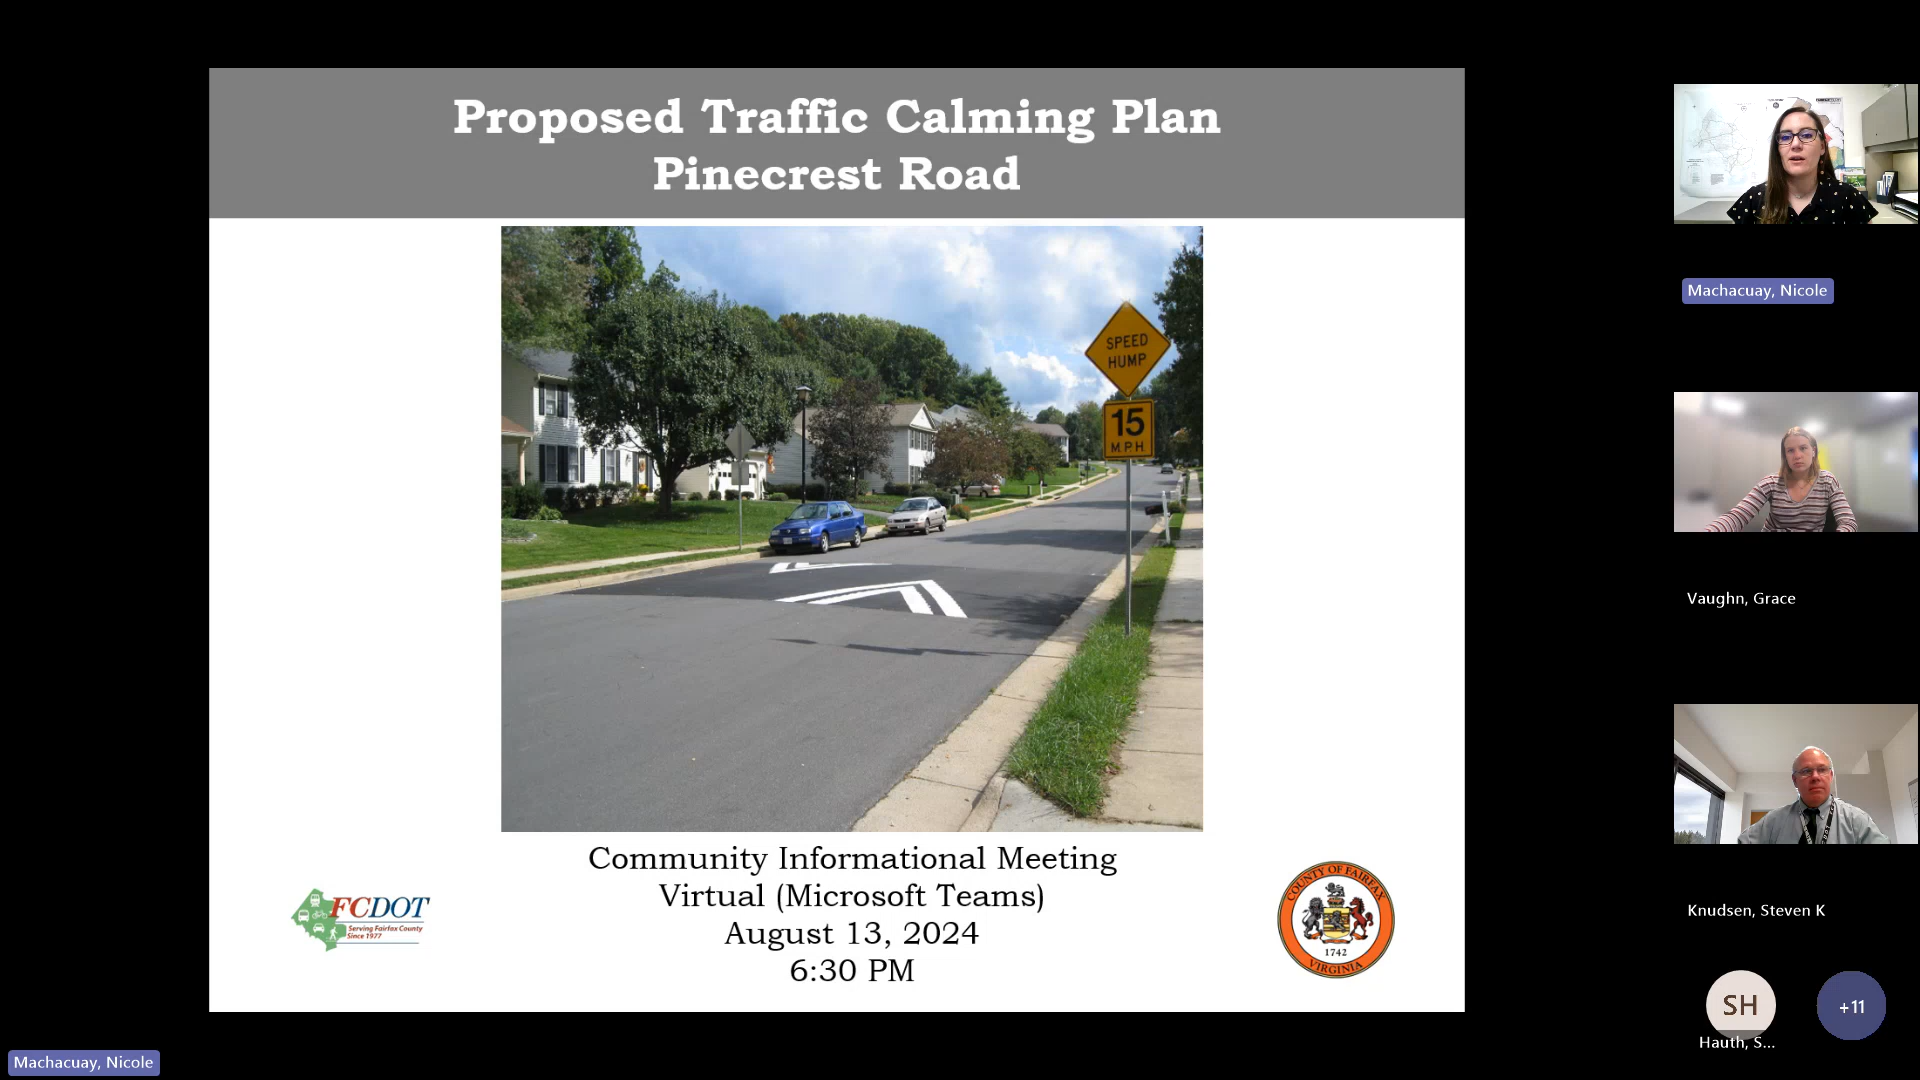 Proposed Traffic Calming Plan
Pinecrest Road
SPEED
HUMP
15
M.P.H.
Community Informational Meeting
Virtual (Microsoft Teams)
August 13, 2024
6:30 PM
FCDOT
Serving Fairfax County
Since 1977
COUNTY OF FAIRFAX
1742
VIRGINIA
Machacuay, Nicole
Vaughn, Grace
Knudsen, Steven K
SH
+11
Hauth, S...
Machacuay, Nicole